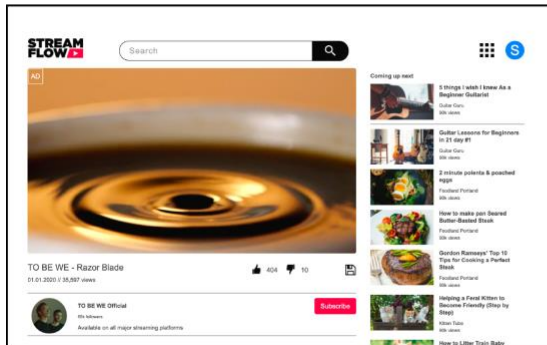 STREAM
FLOW
Search
S
AD
TO BE WE - Razor Blade
404
10
01.01.2020 // 35,597 views
TO BE WE Official
Available on all major streaming platforms
Subscribe
Coming up next
5 things I wish I knew As a
Beginner Guitarist
Guitar Guru
Guitar Lessons for Beginners
in 21 day #1
Guitar Guru
2 minute polenta & poached
eggs
Foodland Portland
How to make pan Seared
Butter-Basted Steak
Foodland Portland
Gordon Ramseys' Top 10
Tips for Cooking a Perfect
Steak
Foodland Portland
Helping a Feral Kitten to
Become Friendly (Step by
Step)
Kitten Tube
How to Litter Train Baby